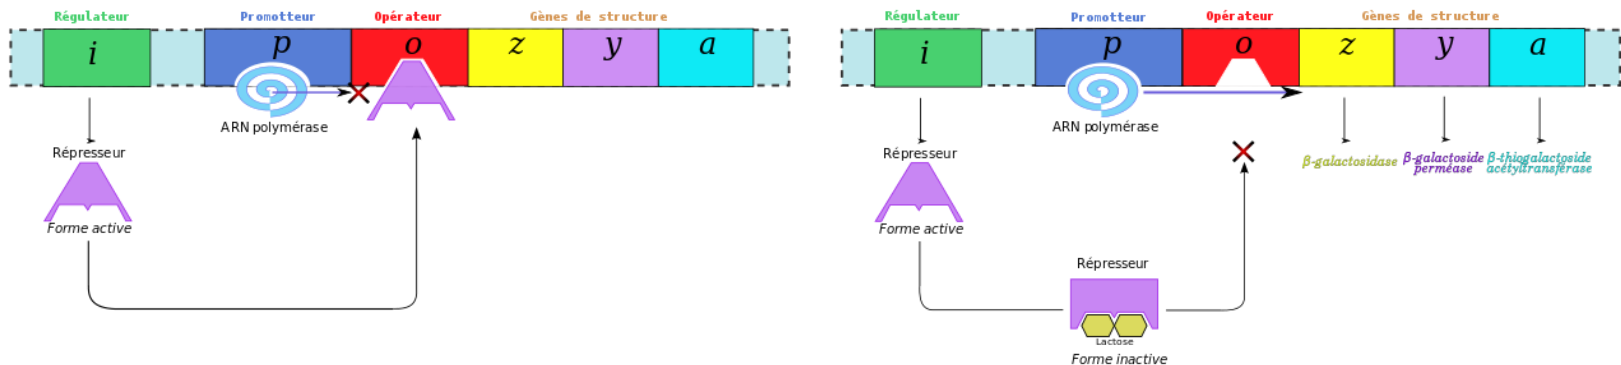 Régulateur
Promotteur
Opérateur
Gènes de structure
i
p
o
z
y
a
ARN polymérase
Répresseur
Forme active
Régulateur
Promotteur
Opérateur
Gènes de structure
i
p
o
z
y
a
ARN polymérase
β-galactosidase
β-galactoside
perméase
β-thiogalactoside
acétyltransférase
Répresseur
Forme active
Répresseur
Lactose
Forme inactive